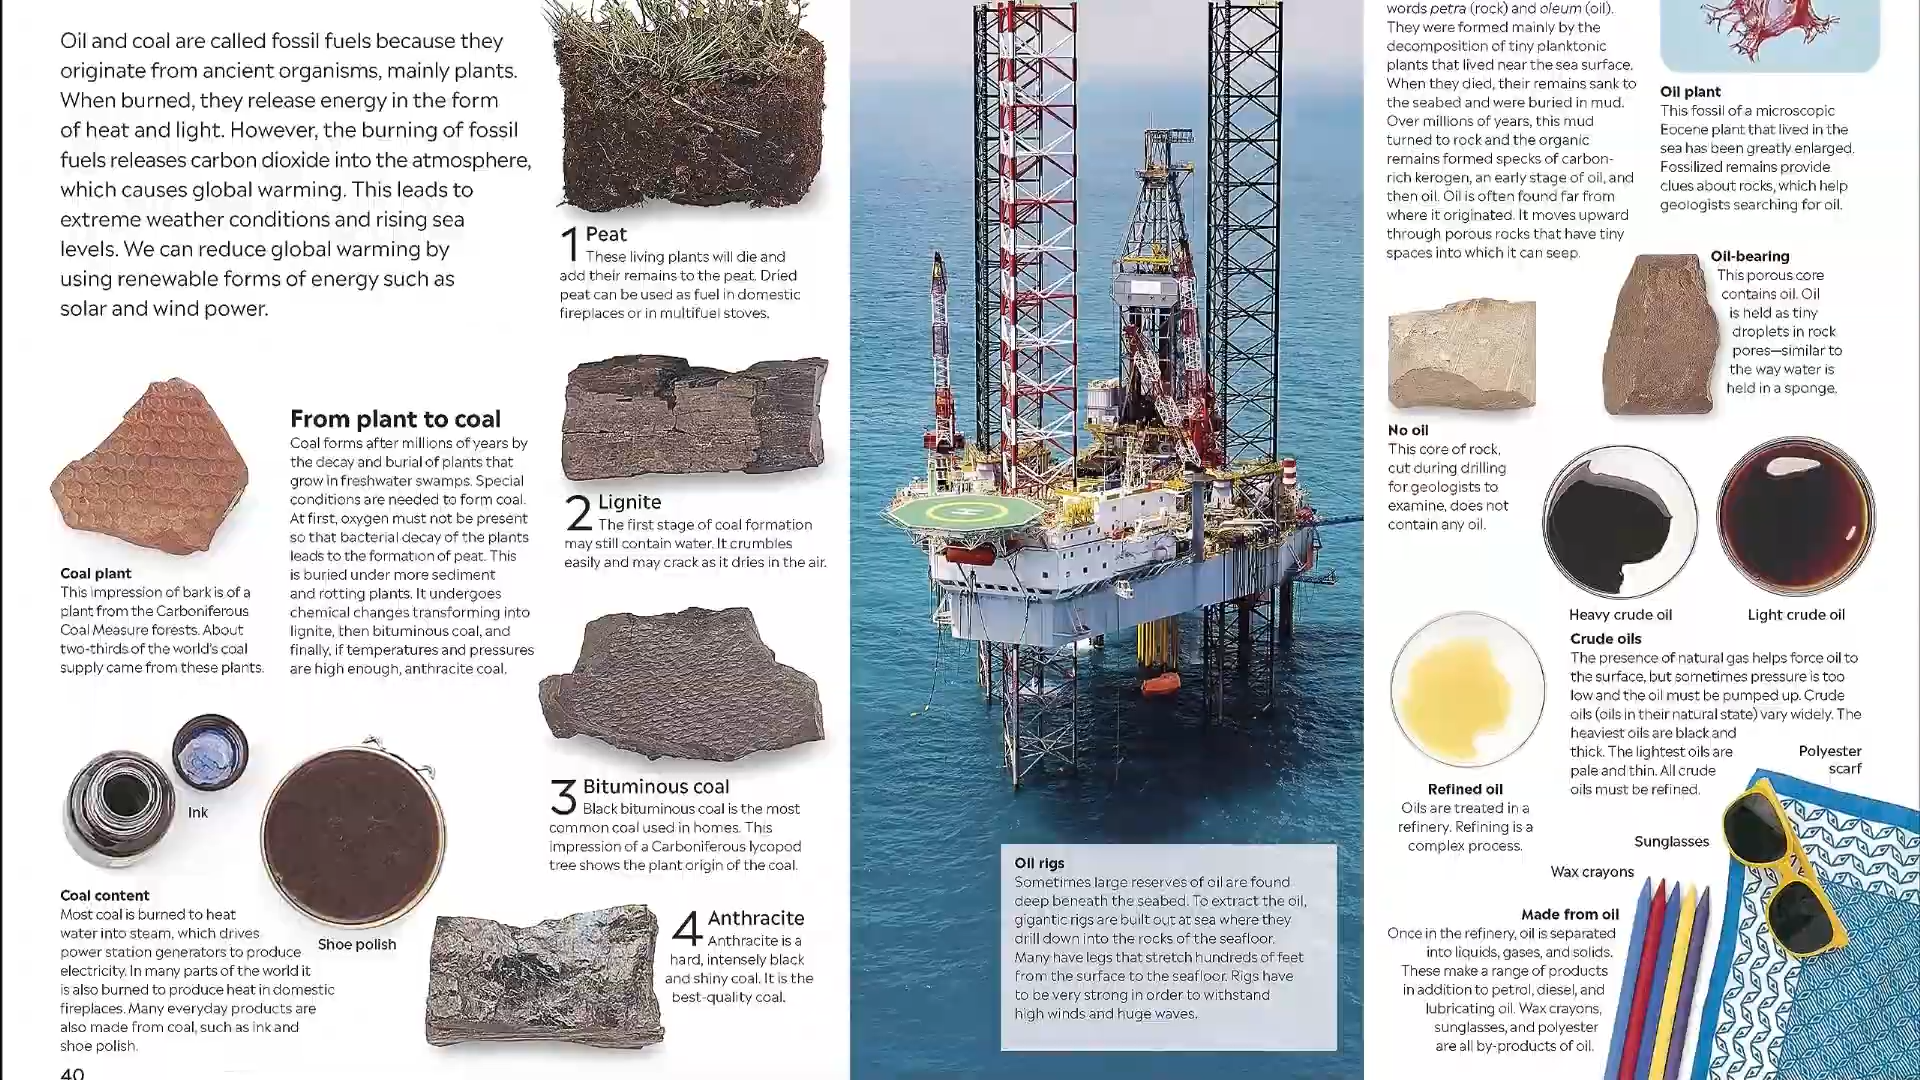 Oil and coal are called fossil fuels because they
originate from ancient organisms, mainly plants.
When burned, they release energy in the form
of heat and light. However, the burning of fossil
fuels releases carbon dioxide into the atmosphere,
which causes global warming. This leads to
extreme weather conditions and rising sea
levels. We can reduce global warming by
using renewable forms of energy such as
solar and wind power.
Coal plant
This impression of bark is of a
plant from the Carboniferous
Coal Measure forests. About
two-thirds of the world's coal
supply came from these plants.
From plant to coal
Coal forms after millions of years by
the decay and burial of plants that
grow in freshwater swamps. Special
conditions are needed to form coal.
At first, oxygen must not be present
so that bacterial decay of the plants
leads to the formation of peat. This
is buried under more sediment
and rotting plants. It undergoes
chemical changes transforming into
lignite, then bituminous coal, and
finally, if temperatures and pressures
are high enough, anthracite coal.
Ink
Shoe polish
Coal content
Most coal is burned to heat
water into steam, which drives
power station generators to produce
electricity. In many parts of the world it
is also burned to produce heat in domestic
fireplaces. Many everyday products are
also made from coal, such as ink and
shoe polish.
40
1 Peat
These living plants will die and
add their remains to the peat. Dried
peat can be used as fuel in domestic
fireplaces or in multifuel stoves.
2 Lignite
The first stage of coal formation
may still contain water. It crumbles
easily and may crack as it dries in the air.
3 Bituminous coal
Black bituminous coal is the most
common coal used in homes. This
impression of a Carboniferous lycopod
tree shows the plant origin of the coal.
4 Anthracite
Anthracite is a
hard, intensely black
and shiny coal. It is the
best-quality coal.
H
Oil rigs
Sometimes large reserves of oil are found
deep beneath the seabed. To extract the oil,
gigantic rigs are built out at sea where they
drill down into the rocks of the seafloor.
Many have legs that stretch hundreds of feet
from the surface to the seafloor. Rigs have
to be very strong in order to withstand
high winds and huge waves.
words petra (rock) and oleum (oil).
They were formed mainly by the
decomposition of tiny planktonic
plants that lived near the sea surface.
When they died, their remains sank to
the seabed and were buried in mud.
Over millions of years, this mud
turned to rock and the organic
remains formed specks of carbon-
rich kerogen, an early stage of oil, and
then oil. Oil is often found far from
where it originated. It moves upward
through porous rocks that have tiny
spaces into which it can seep.
Oil plant
This fossil of a microscopic
Eocene plant that lived in the
sea has been greatly enlarged.
Fossilized remains provide
clues about rocks, which help
geologists searching for oil.
Oil-bearing
This porous core
contains oil. Oil
is held as tiny
droplets in rock
pores—similar to
the way water is
held in a sponge.
No oil
This core of rock,
cut during drilling
for geologists to
examine, does not
contain any oil.
Heavy crude oil
Light crude oil
Crude oils
The presence of natural gas helps force oil to
the surface, but sometimes pressure is too
low and the oil must be pumped up. Crude
oils (oils in their natural state) vary widely. The
heaviest oils are black and
thick. The lightest oils are
pale and thin. All crude
oils must be refined.
Refined oil
Oils are treated in a
refinery. Refining is a
complex process.
Polyester
scarf
Sunglasses
Wax crayons
Made from oil
Once in the refinery, oil is separated
into liquids, gases, and solids.
These make a range of products
in addition to petrol, diesel, and
lubricating oil. Wax crayons,
sunglasses, and polyester
are all by-products of oil.